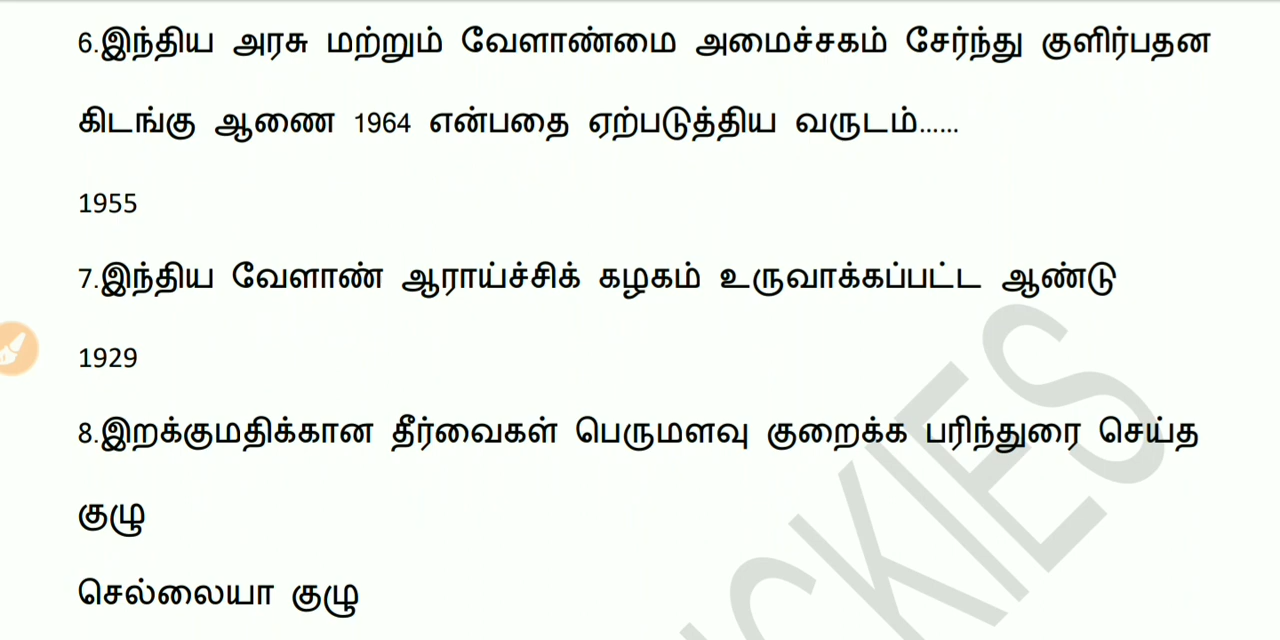 6.இந்திய அரசு மற்றும் வேளாண்மை அமைச்சகம் சேர்ந்து குளிர்பதன
கிடங்கு ஆணை 1964 என்பதை ஏற்படுத்திய வருடம்......
1955
7.இந்திய வேளாண் ஆராய்ச்சிக் கழகம் உருவாக்கப்பட்ட ஆண்டு
1929
8.இறக்குமதிக்கான தீர்வைகள் பெருமளவு குறைக்க பரிந்துரை செய்த
குழு
செல்லையா குழு